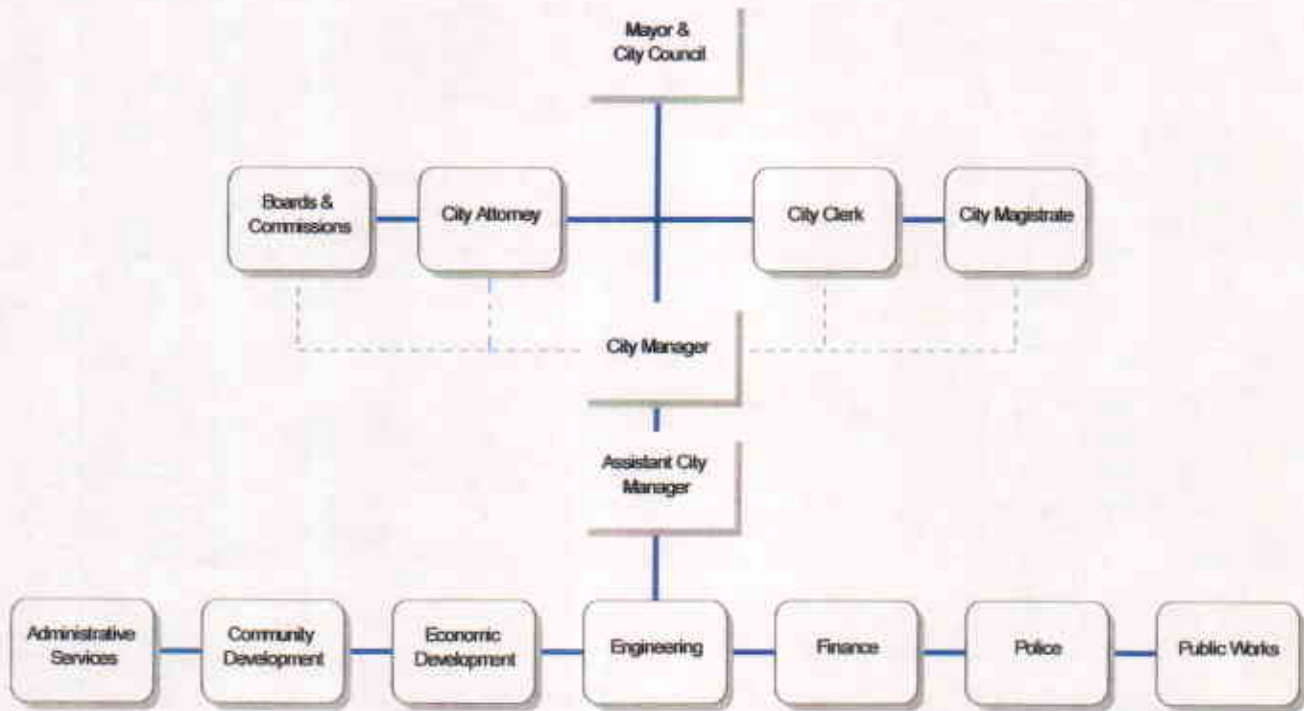 Mayor &
City Council
Boards &
Commissions
City Attorney
City Clerk
City Magistrate
City Manager
Assistant City
Manager
Administrative
Services
Community
Development
Economic
Development
Engineering
Finance
Police
Public Works